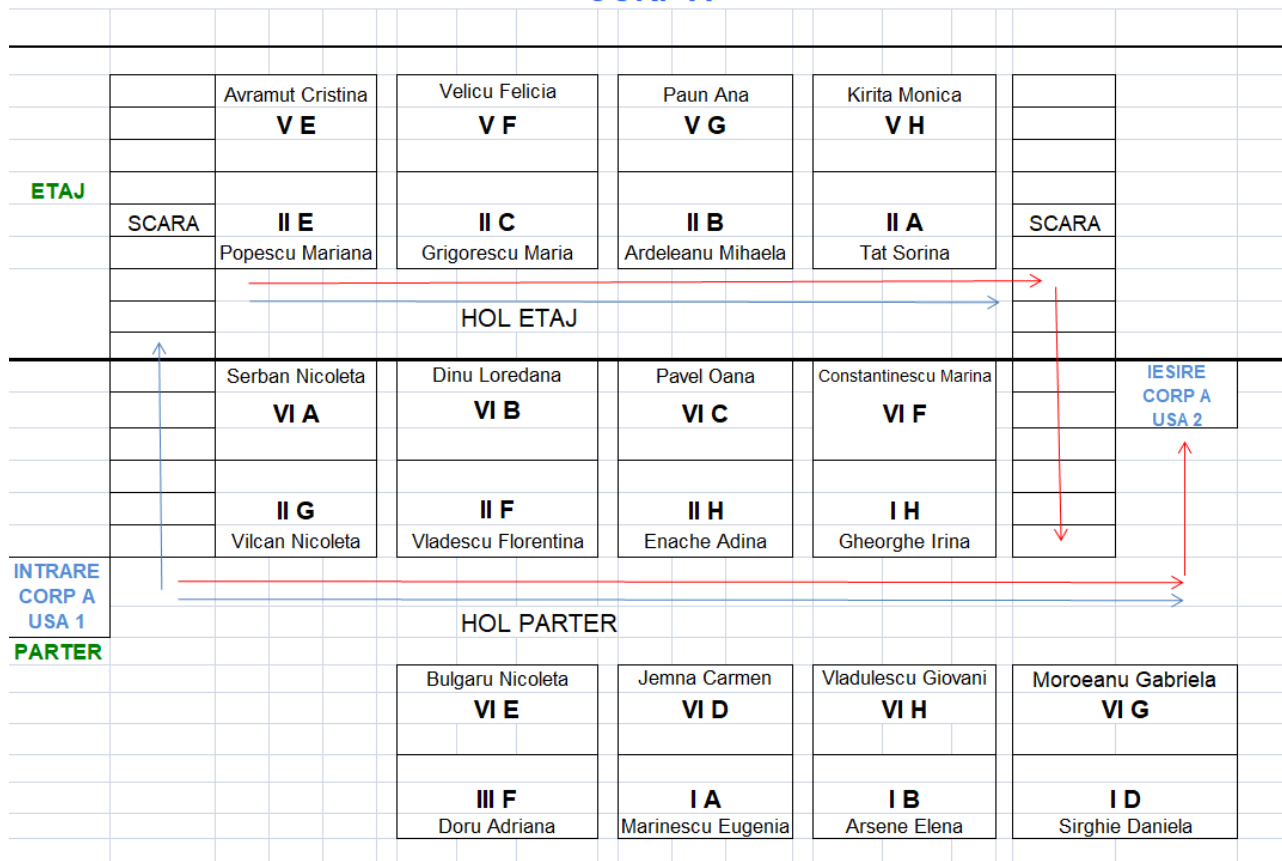 Avramut Cristina
V E
Velicu Felicia
V F
Paun Ana
V G
Kirita Monica
V H
ETAJ
SCARA
II E
Popescu Mariana
II C
Grigorescu Maria
II B
Ardeleanu Mihaela
II A
Tat Sorina
SCARA
HOL ETAJ
Serban Nicoleta
VI A
Dinu Loredana
VI B
Pavel Oana
VI C
Constantinescu Marina
VI F
IESIRE
CORP A
USA 2
II G
Vilcan Nicoleta
II F
Vladescu Florentina
II H
Enache Adina
I H
Gheorghe Irina
INTRARE
CORP A
USA 1
HOL PARTER
PARTER
Bulgaru Nicoleta
VI E
Jemna Carmen
VI D
Vladulescu Giovani
VI H
Moroeanu Gabriela
VI G
III F
Doru Adriana
I A
Marinescu Eugenia
I B
Arsene Elena
I D
Sirghie Daniela